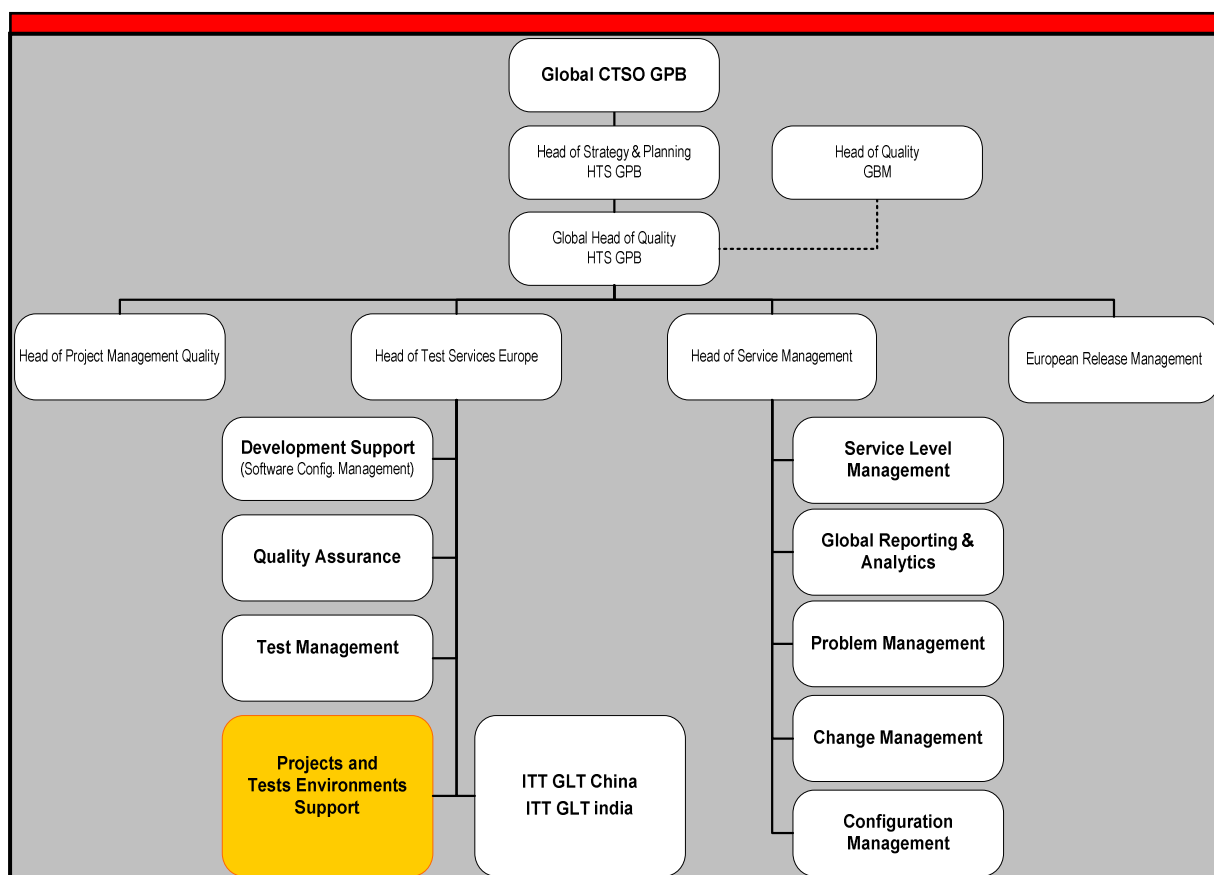 Global CTSO GPB
Head of Strategy & Planning
HTS GPB
Head of Quality
GBM
Global Head of Quality
HTS GPB
Head of Project Management Quality
Head of Test Services Europe
Head of Service Management
European Release Management
Development Support
(Software Config. Management)
Quality Assurance
Test Management
Projects and
Tests Environments
Support
ITT GLT China
ITT GLT india
Service Level
Management
Global Reporting &
Analytics
Problem Management
Change Management
Configuration
Management